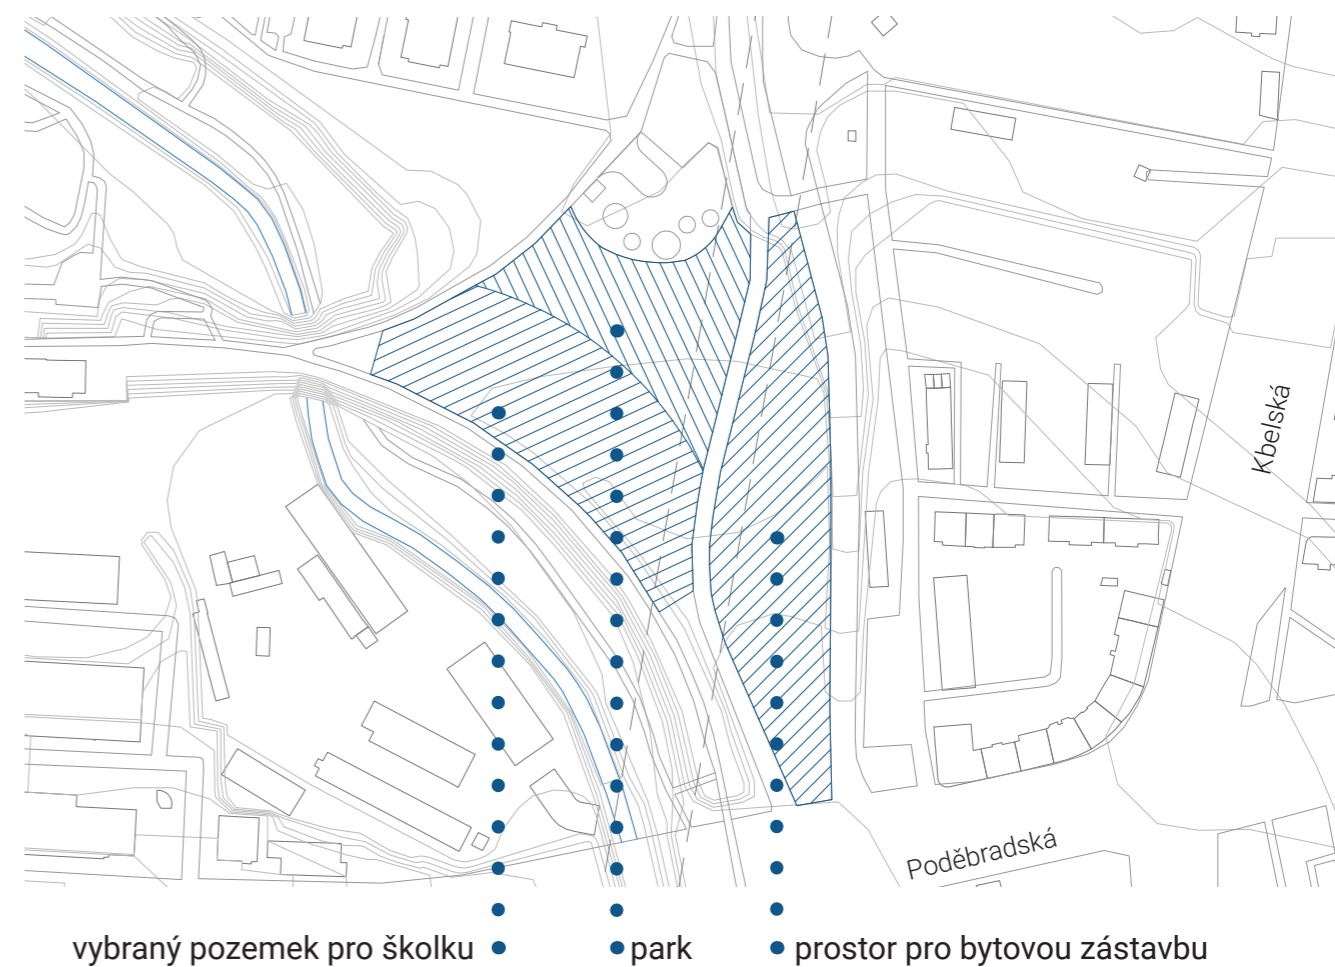 Kbelská
Poděbradská
vybraný pozemek pro školku
park
prostor pro bytovou zástavbu